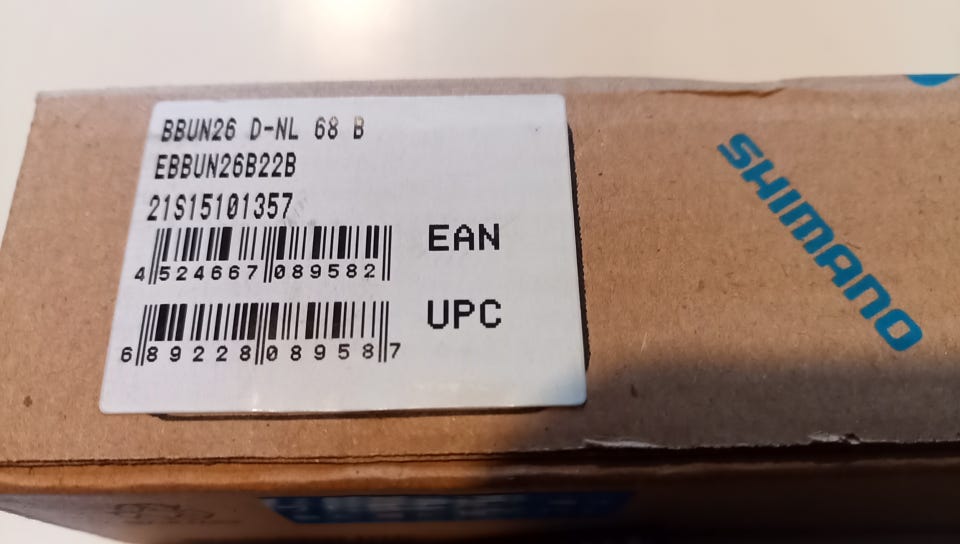 BBUN26 D-NL 68 B
EBBUN26B22B
21S15101357
4 524667 089582
EAN
6 89228 08958 7
UPC
SHIMANO